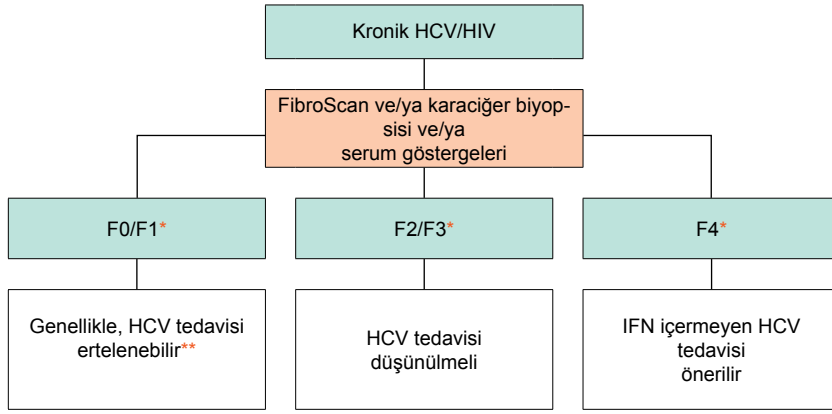 Kronik HCV/HIV
FibroScan ve/ya karaciğer biyop-
sisi ve/ya
serum göstergeleri
F0/F1*
F2/F3*
F4*
Genellikle, HCV tedavisi
ertelenebilir**
HCV tedavisi
düşünülmeli
IFN içermeyen HCV
tedavisi
önerilir